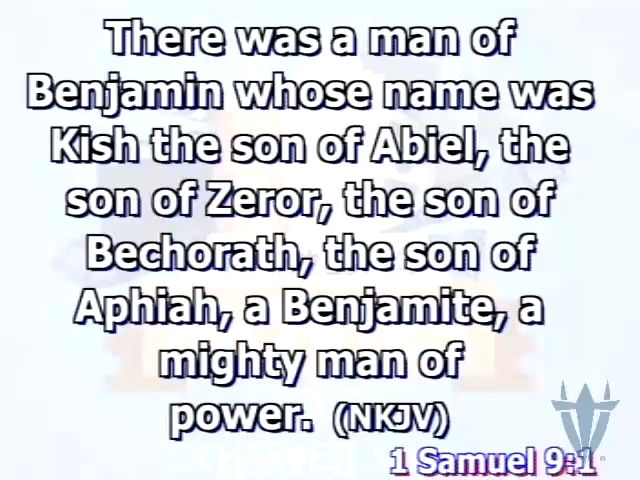 There was a man of
Benjamin whose name was
Kish the son of Abiel, the
son of Zeror, the son of
Bechorath, the son of
Aphiah, a Benjamite, a
mighty man of
power. (NKJV)
1 Samuel 9:1